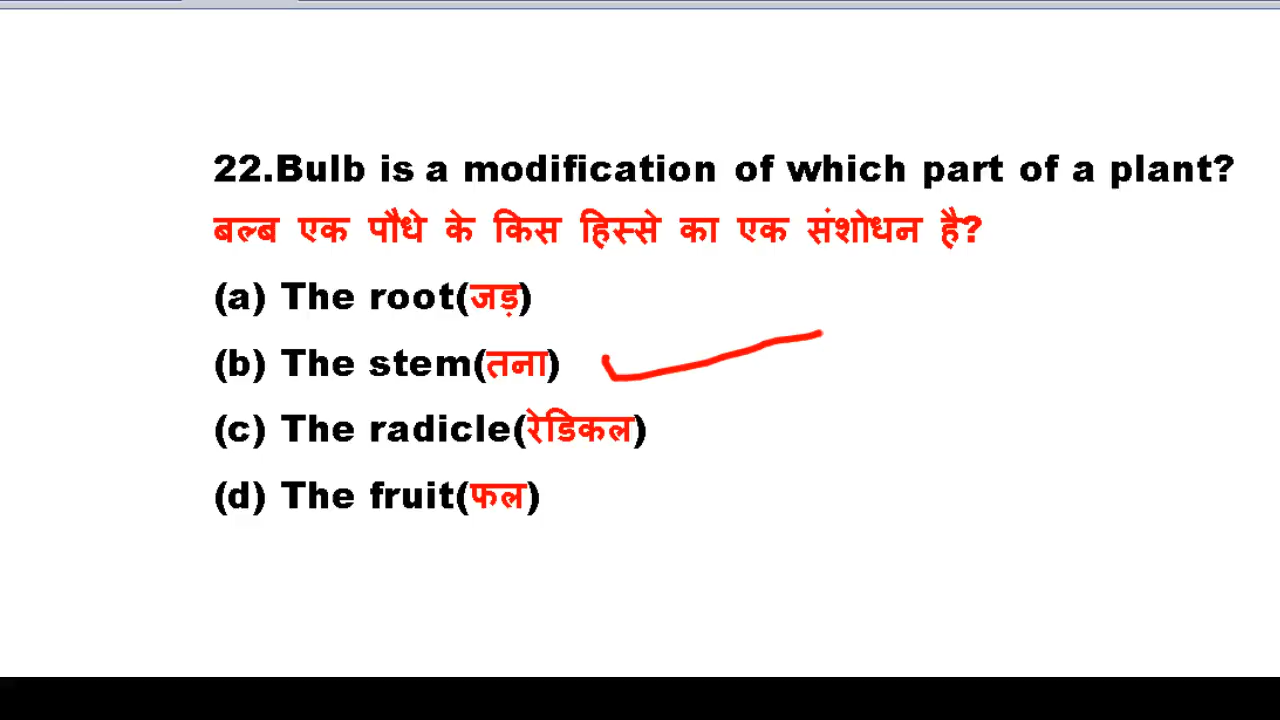 22.Bulb is a modification of which part of a plant?
बल्ब एक पौधे के किस हिस्से का एक संशोधन है?
(a) The root(जड़)
(b) The stem(तना)
(c) The radicle(रेडिकल)
(d) The fruit(फल)